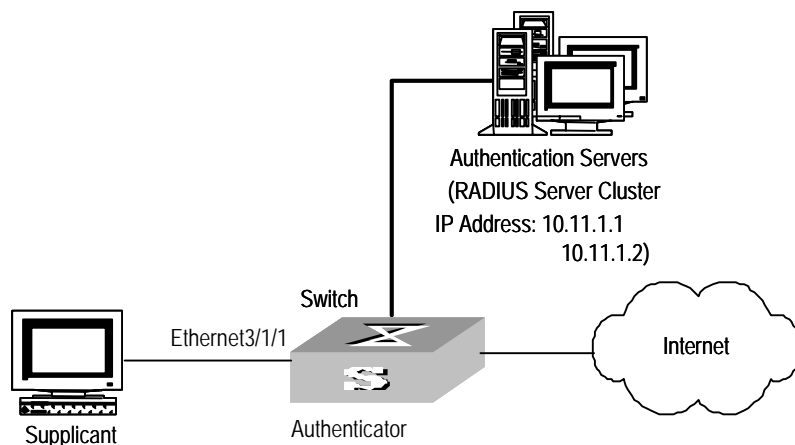 Authentication Servers
(RADIUS Server Cluster
IP Address: 10.11.1.1
10.11.1.2)
Switch
Ethernet3/1/1
Internet
S
Supplicant
Authenticator